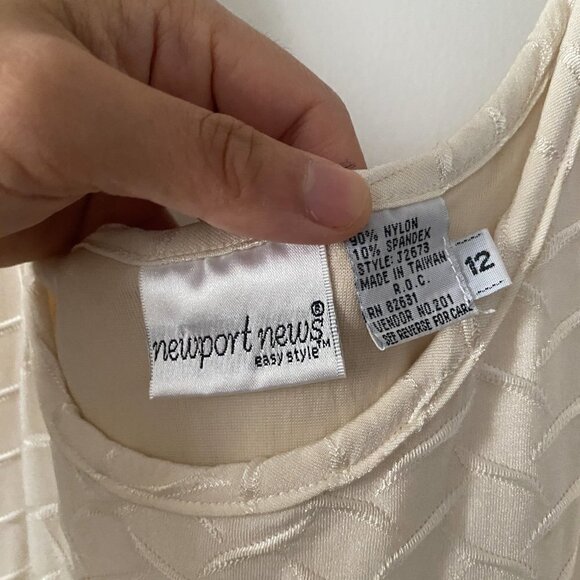 newport news®
easy style™
90% NYLON
10% SPANDEX
STYLE: J2673
MADE IN TAIWAN
R.O.C.
RN 82631
VENDOR NO.201
SEE REVERSE FOR CARE
12